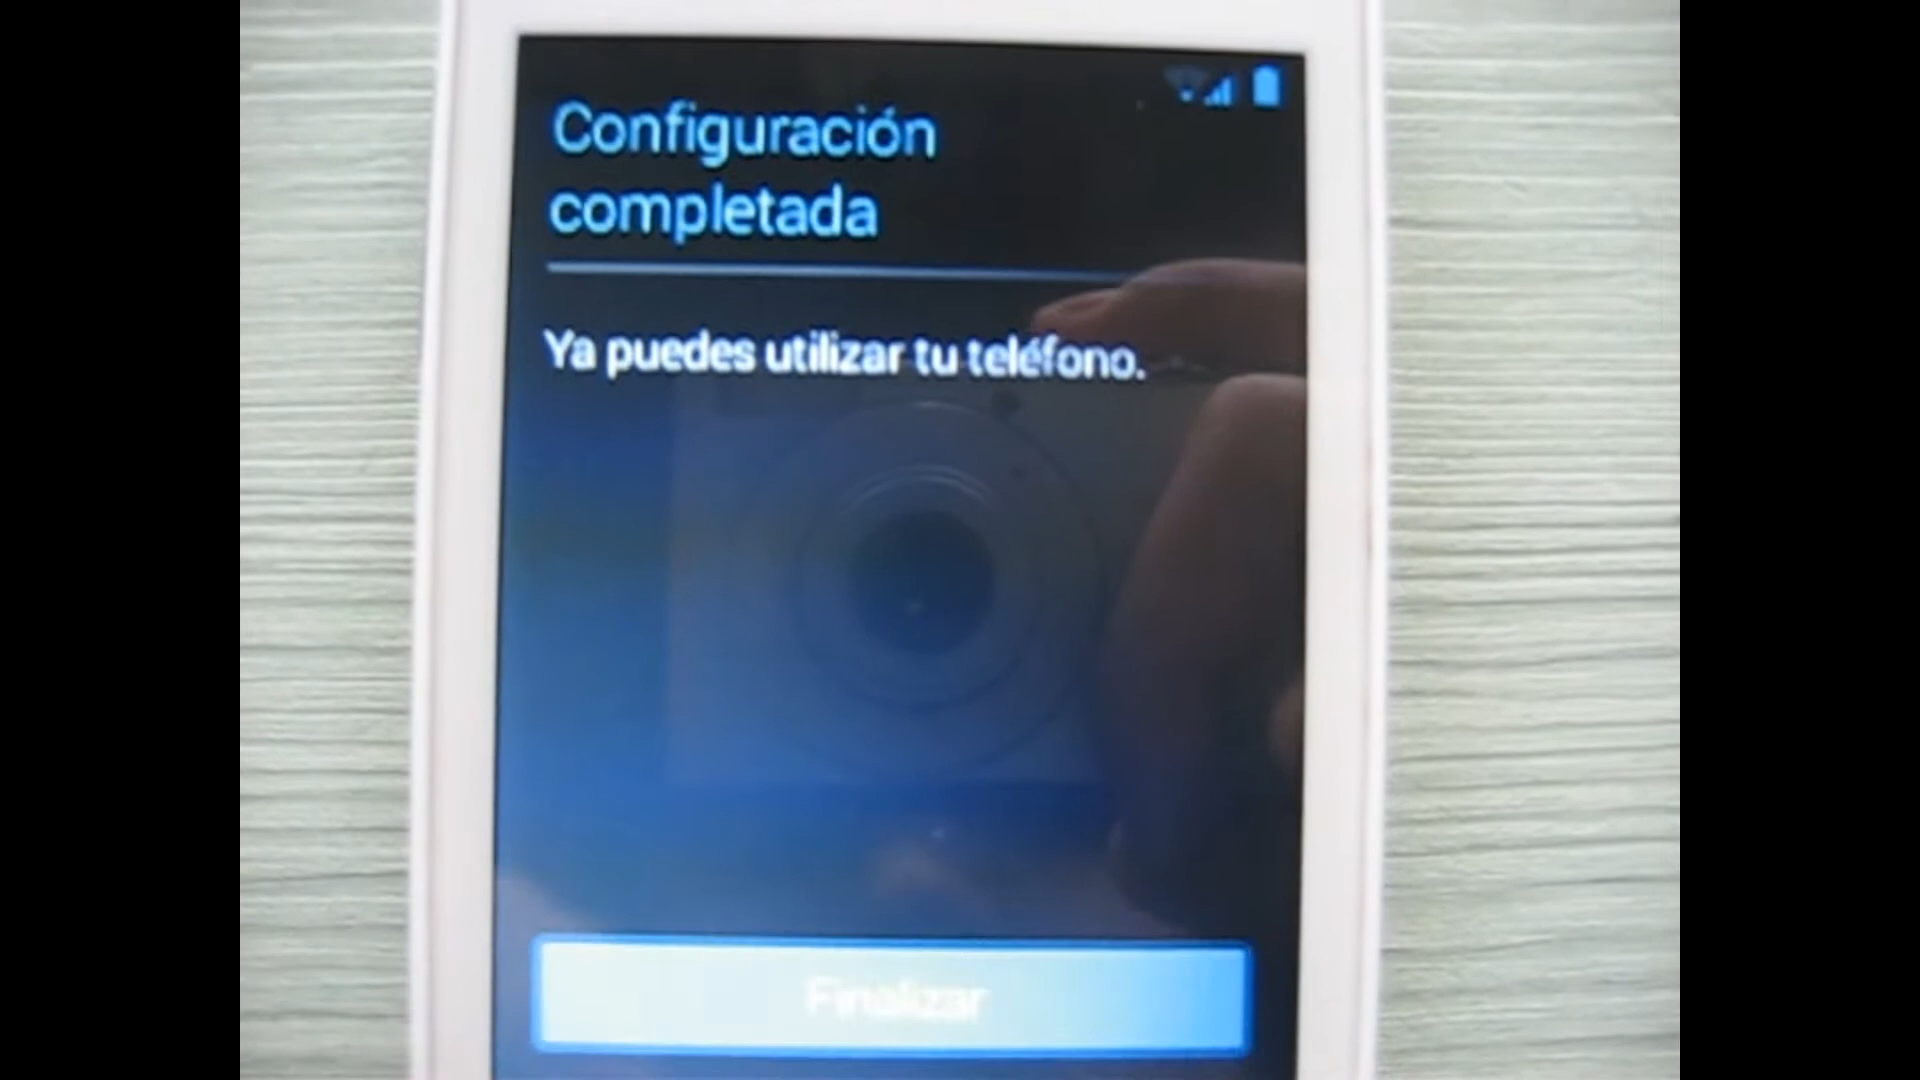 Configuración
completada
Ya puedes utilizar tu teléfono.
Finalizar